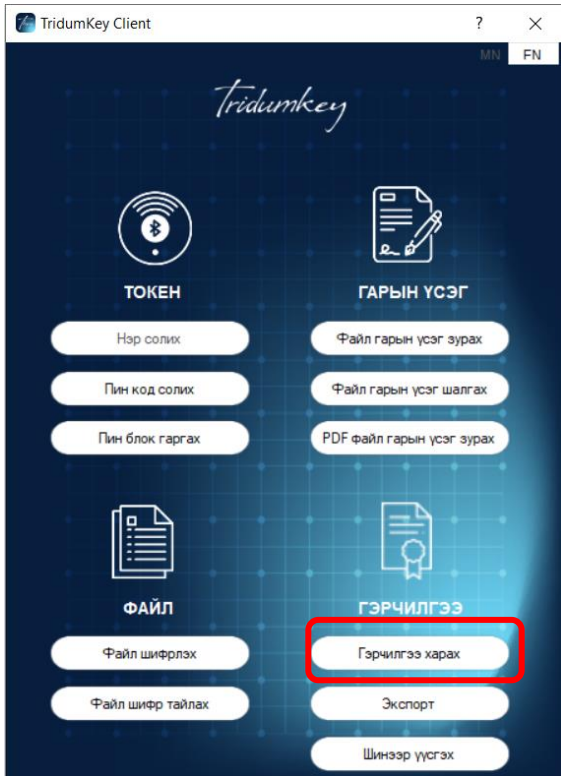 TridumKey Client
MN EN
Tridumkey
ТОКЕН
Нэр солих
Пин код солих
Пин блок гаргах
ГАРЫН ҮСЭГ
Файл гарын үсэг зурах
Файл гарын үсэг шалгах
PDF файл гарын үсэг зурах
ФАЙЛ
Файл шифрлэх
Файл шифр тайлах
ГЭРЧИЛГЭЭ
Гэрчилгээ харах
Экспорт
Шинээр үүсгэх